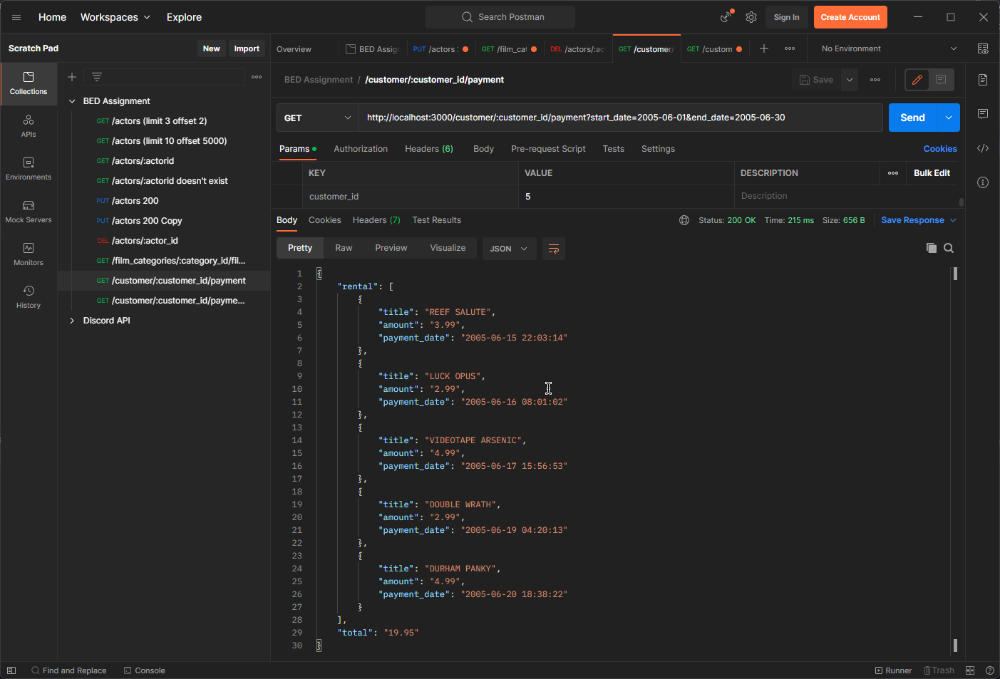 Home Workspaces Explore Search Postman Sign In Create Account
Scratch Pad New Import
Overview BED Assign PUT /actors GET /film_cat DEL /actors/:ac GET /customer/ GET /custom No Environment
Collections
APIs
Environments
Mock Servers
Monitors
History
BED Assignment
GET /actors (limit 3 offset 2)
GET /actors (limit 10 offset 5000)
GET /actors/:actorid
GET /actors/:actorid doesn't exist
PUT /actors 200
PUT /actors 200 Copy
DEL /actors/:actor_id
GET /film_categories/:category_id/fil...
GET /customer/:customer_id/payment
GET /customer/:customer_id/payme...
Discord API
BED Assignment / /customer/:customer_id/payment Save
GET http://localhost:3000/customer/:customer_id/payment?start_date=2005-06-01&end_date=2005-06-30 Send
Params Authorization Headers (6) Body Pre-request Script Tests Settings Cookies
KEY VALUE DESCRIPTION Bulk Edit
customer_id 5 Description
Body Cookies Headers (7) Test Results Status: 200 OK Time: 215 ms Size: 656 B Save Response
Pretty Raw Preview Visualize JSON
1 {
2 "rental": [
3 {
4 "title": "REEF SALUTE",
5 "amount": "3.99",
6 "payment_date": "2005-06-15 22:03:14"
7 },
8 {
9 "title": "LUCK OPUS",
10 "amount": "2.99",
11 "payment_date": "2005-06-16 08:01:02"
12 },
13 {
14 "title": "VIDEOTAPE ARSENIC",
15 "amount": "4.99",
16 "payment_date": "2005-06-17 15:56:53"
17 },
18 {
19 "title": "DOUBLE WRATH",
20 "amount": "2.99",
21 "payment_date": "2005-06-19 04:20:13"
22 },
23 {
24 "title": "DURHAM PANKY",
25 "amount": "4.99",
26 "payment_date": "2005-06-20 18:38:22"
27 }
28 ],
29 "total": "19.95"
30 }
Find and Replace Console Runner Trash